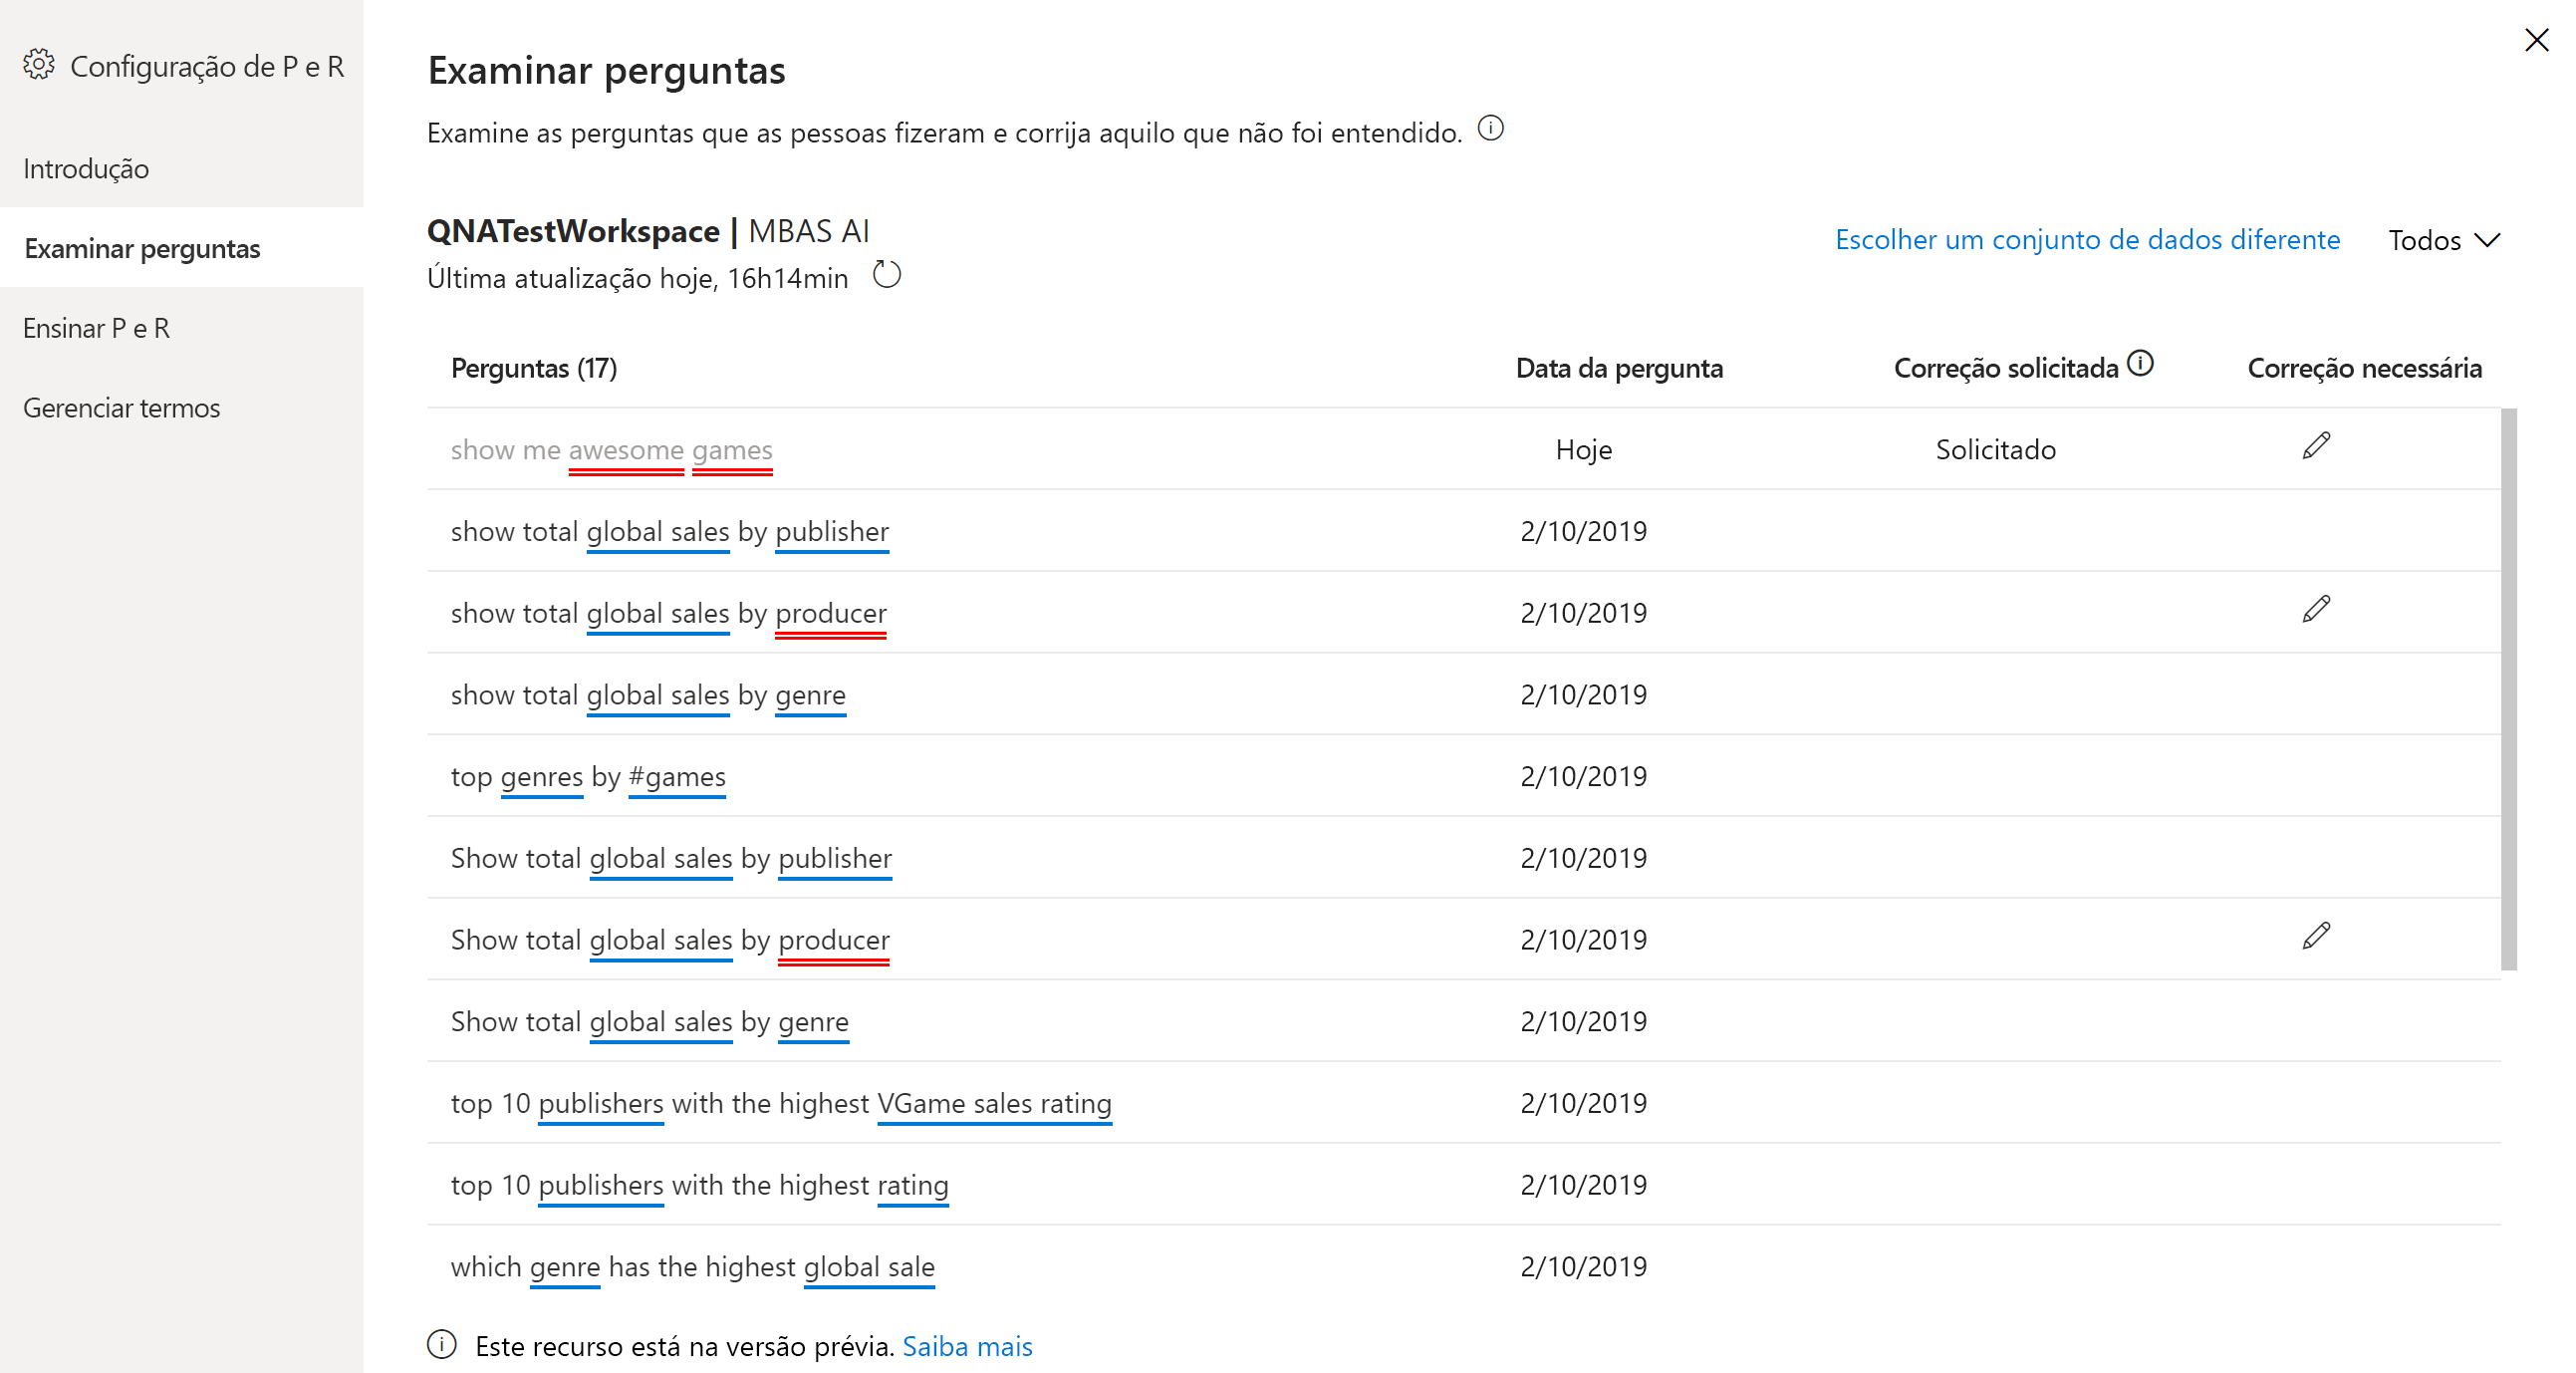 Configuração de P e R
Introdução
Examinar perguntas
Ensinar P e R
Gerenciar termos
Examinar perguntas
Examine as perguntas que as pessoas fizeram e corrija aquilo que não foi entendido.
QNATestWorkspace | MBAS AI
Última atualização hoje, 16h14min
Escolher um conjunto de dados diferente Todos
Perguntas (17) Data da pergunta Correção solicitada Correção necessária
show me awesome games Hoje Solicitado
show total global sales by publisher 2/10/2019
show total global sales by producer 2/10/2019
show total global sales by genre 2/10/2019
top genres by #games 2/10/2019
Show total global sales by publisher 2/10/2019
Show total global sales by producer 2/10/2019
Show total global sales by genre 2/10/2019
top 10 publishers with the highest VGame sales rating 2/10/2019
top 10 publishers with the highest rating 2/10/2019
which genre has the highest global sale 2/10/2019
Este recurso está na versão prévia. Saiba mais